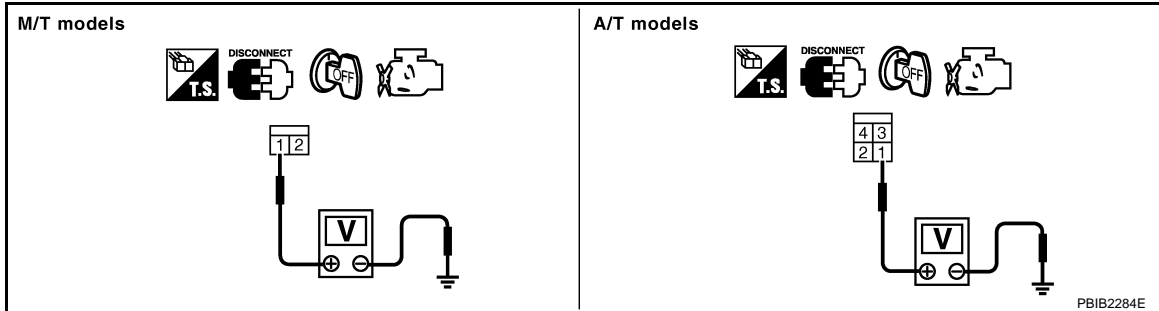 M/T models
DISCONNECT
T.S.
OFF
1 2
V
+ −
A/T models
DISCONNECT
T.S.
OFF
4 3
2 1
V
+ −
PBIB2284E